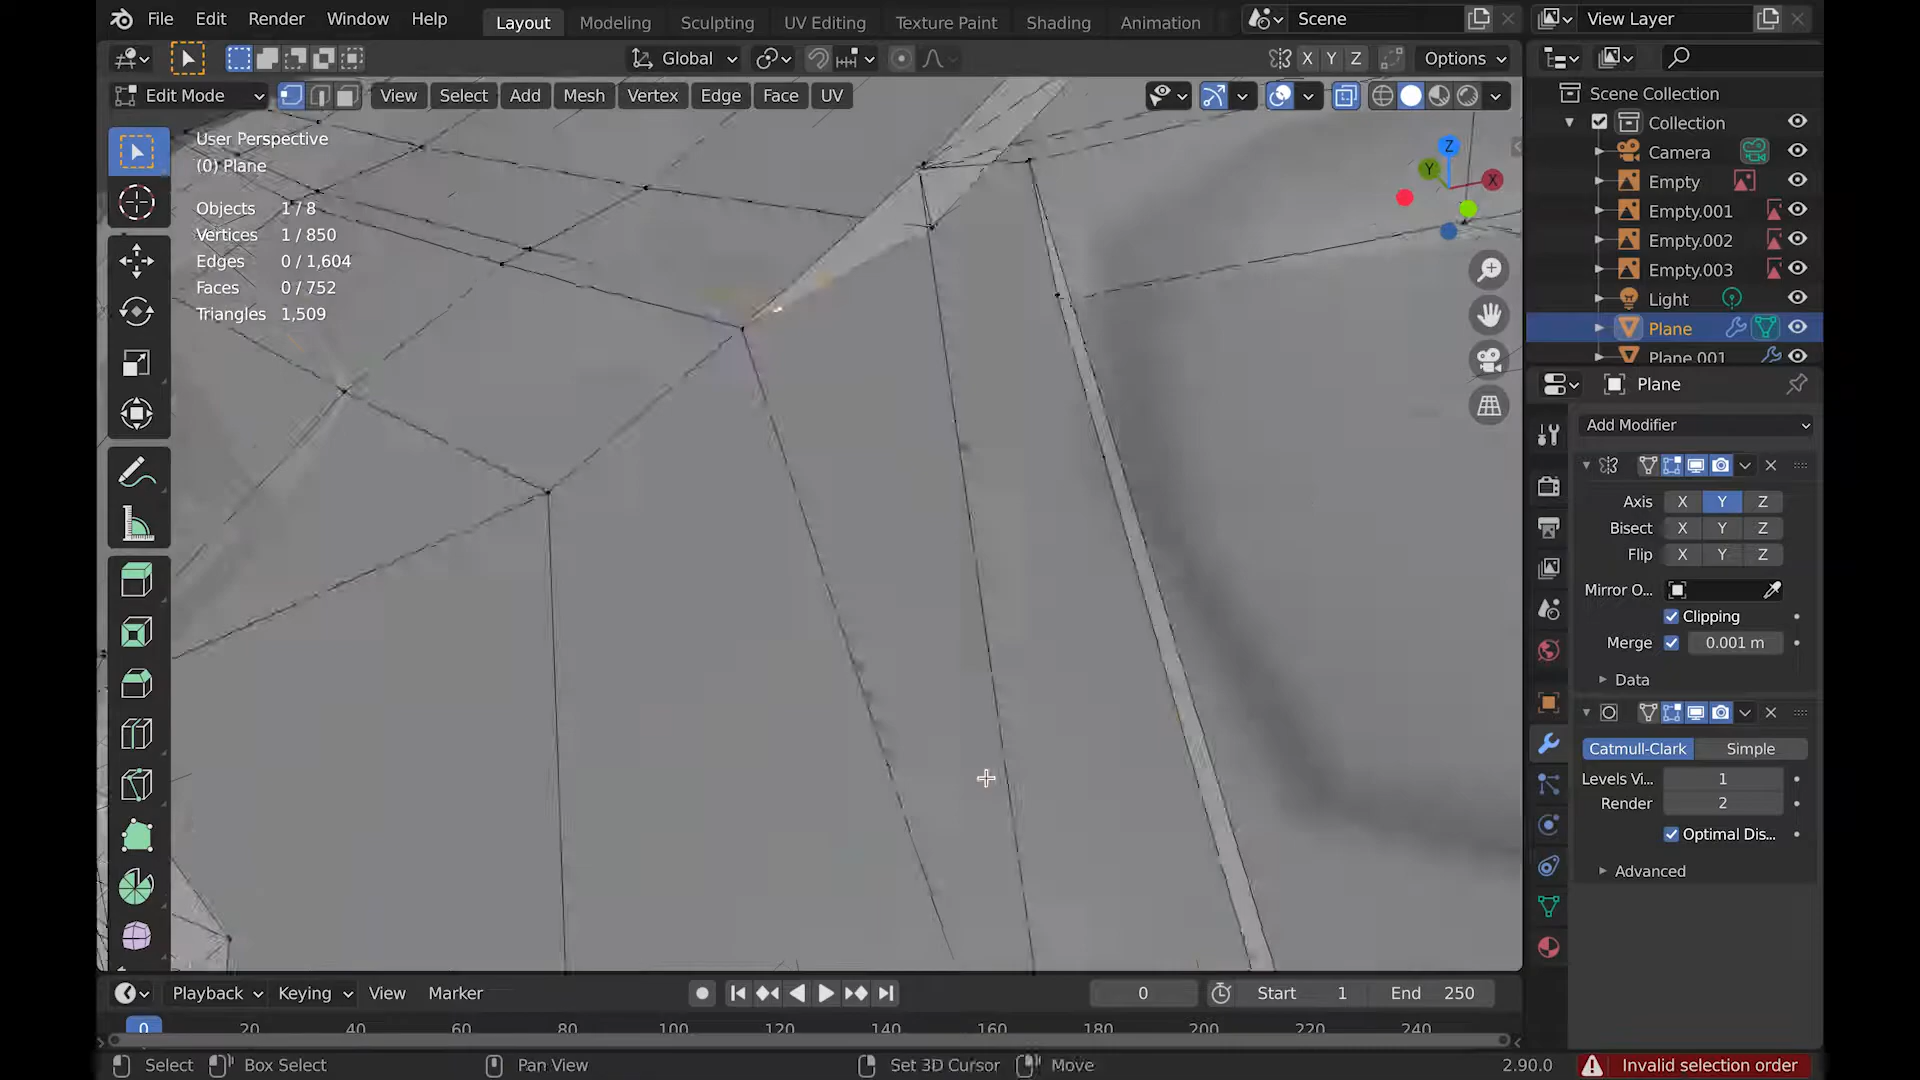 File Edit Render Window Help
Layout Modeling Sculpting UV Editing Texture Paint Shading Animation
Scene
View Layer
Global
X Y Z
Options
Edit Mode
View Select Add Mesh Vertex Edge Face UV
User Perspective
(0) Plane
Objects 1 / 8
Vertices 1 / 850
Edges 0 / 1,604
Faces 0 / 752
Triangles 1,509
Z
Y
X
Scene Collection
Collection
Camera
Empty
Empty.001
Empty.002
Empty.003
Light
Plane
Plane.001
Plane
Add Modifier
Axis X Y Z
Bisect X Y Z
Flip X Y Z
Mirror O...
Clipping
Merge 0.001 m
Data
Catmull-Clark Simple
Levels Vi... 1
Render 2
Optimal Dis...
Advanced
Playback Keying View Marker
0
Start 1
End 250
0 20 40 60 80 100 120 140 160 180 200 220 240
Select Box Select Pan View Set 3D Cursor Move
2.90.0
Invalid selection order